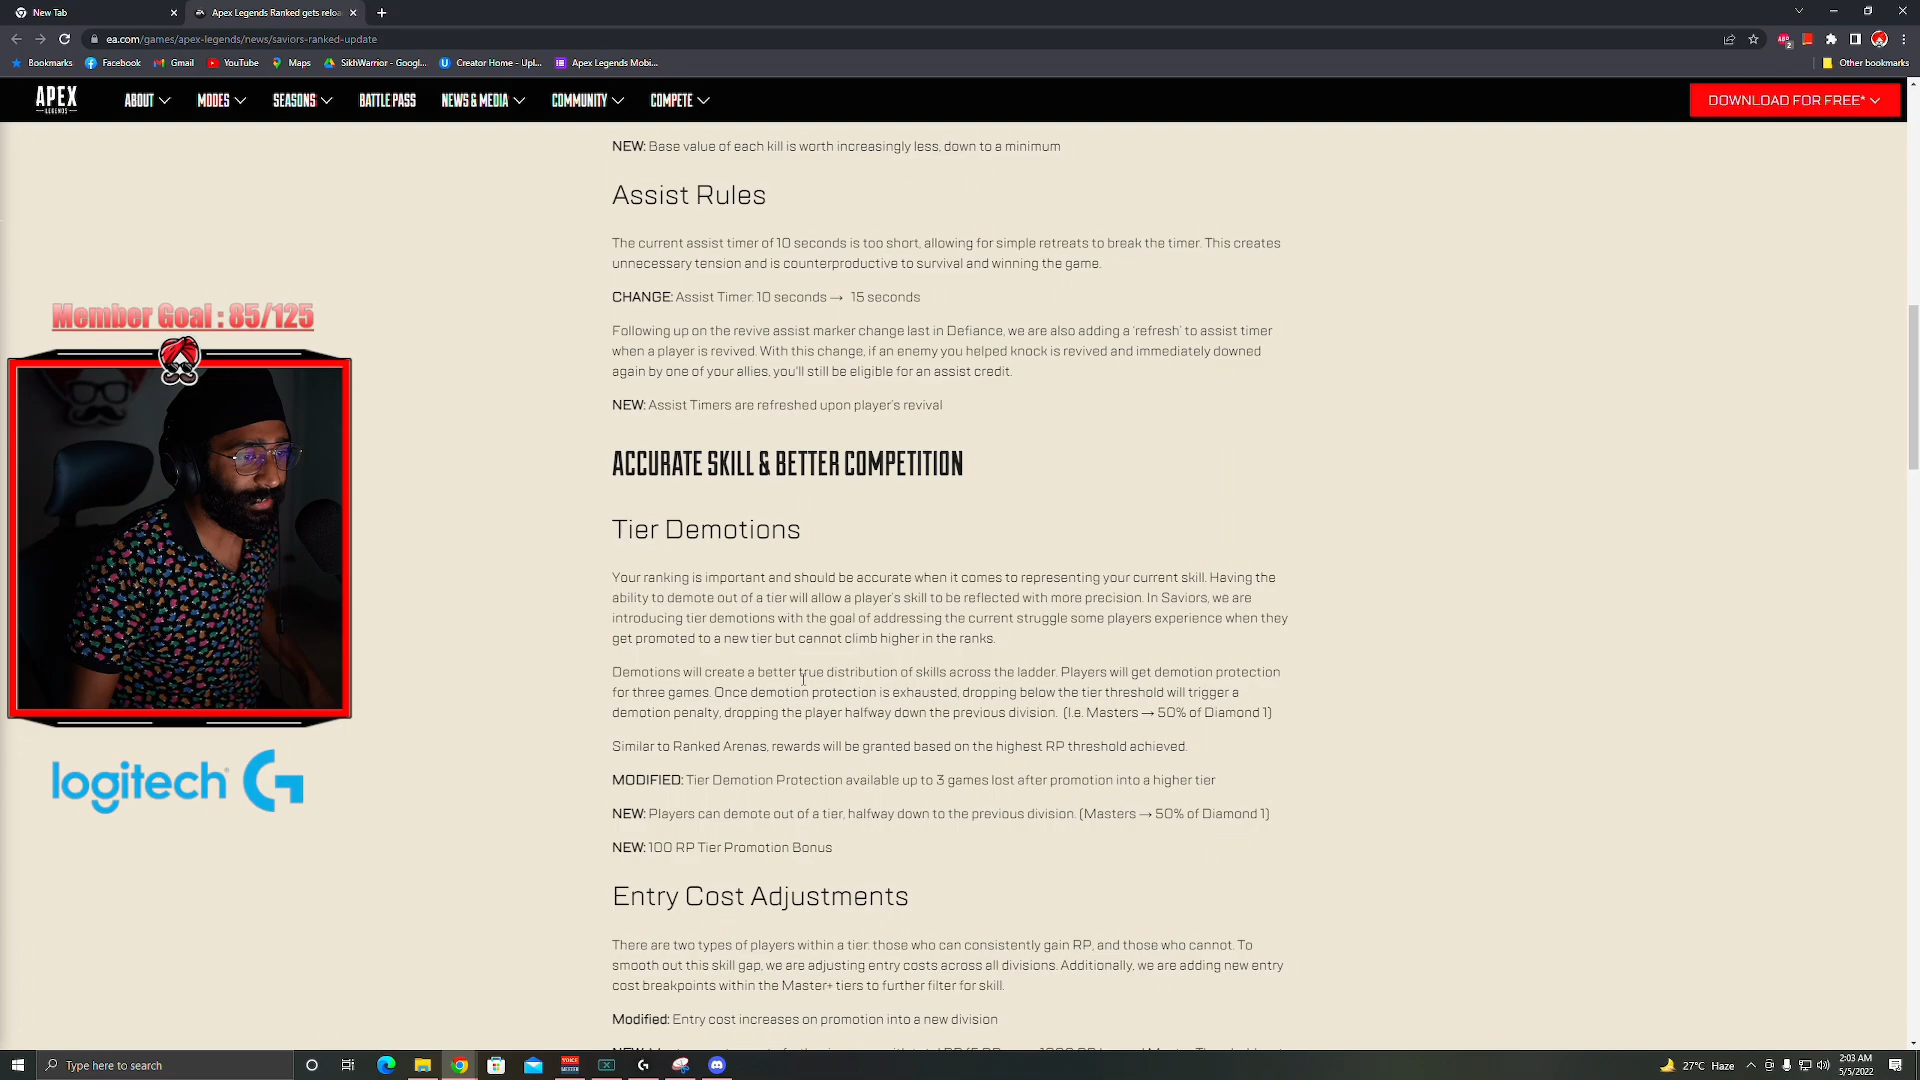 New Tab
Apex Legends Ranked gets relo
ea.com/games/apex-legends/news/saviors-ranked-update
Bookmarks
Facebook
Gmail
YouTube
Maps
SikhWarrior - Googl...
Creator Home - Upl...
Apex Legends Mobi...
Other bookmarks
APEX
LEGENDS
ABOUT
MODES
SEASONS
BATTLE PASS
NEWS & MEDIA
COMMUNITY
COMPETE
DOWNLOAD FOR FREE*
NEW: Base value of each kill is worth increasingly less, down to a minimum
Assist Rules
The current assist timer of 10 seconds is too short, allowing for simple retreats to break the timer. This creates
unnecessary tension and is counterproductive to survival and winning the game.
CHANGE: Assist Timer: 10 seconds → 15 seconds
Following up on the revive assist marker change last in Defiance, we are also adding a 'refresh' to assist timer
when a player is revived. With this change, if an enemy you helped knock is revived and immediately downed
again by one of your allies, you'll still be eligible for an assist credit.
NEW: Assist Timers are refreshed upon player's revival
ACCURATE SKILL & BETTER COMPETITION
Tier Demotions
Your ranking is important and should be accurate when it comes to representing your current skill. Having the
ability to demote out of a tier will allow a player's skill to be reflected with more precision. In Saviors, we are
introducing tier demotions with the goal of addressing the current struggle some players experience when they
get promoted to a new tier but cannot climb higher in the ranks.
Demotions will create a better true distribution of skills across the ladder. Players will get demotion protection
for three games. Once demotion protection is exhausted, dropping below the tier threshold will trigger a
demotion penalty, dropping the player halfway down the previous division. (I.e. Masters → 50% of Diamond 1)
Similar to Ranked Arenas, rewards will be granted based on the highest RP threshold achieved.
MODIFIED: Tier Demotion Protection available up to 3 games lost after promotion into a higher tier
NEW: Players can demote out of a tier, halfway down to the previous division. (Masters → 50% of Diamond 1)
NEW: 100 RP Tier Promotion Bonus
Entry Cost Adjustments
There are two types of players within a tier: those who can consistently gain RP, and those who cannot. To
smooth out this skill gap, we are adjusting entry costs across all divisions. Additionally, we are adding new entry
cost breakpoints within the Master+ tiers to further filter for skill.
Modified: Entry cost increases on promotion into a new division
Member Goal : 85/125
logitech G
Type here to search
27°C Haze
2:03 AM
5/5/2022